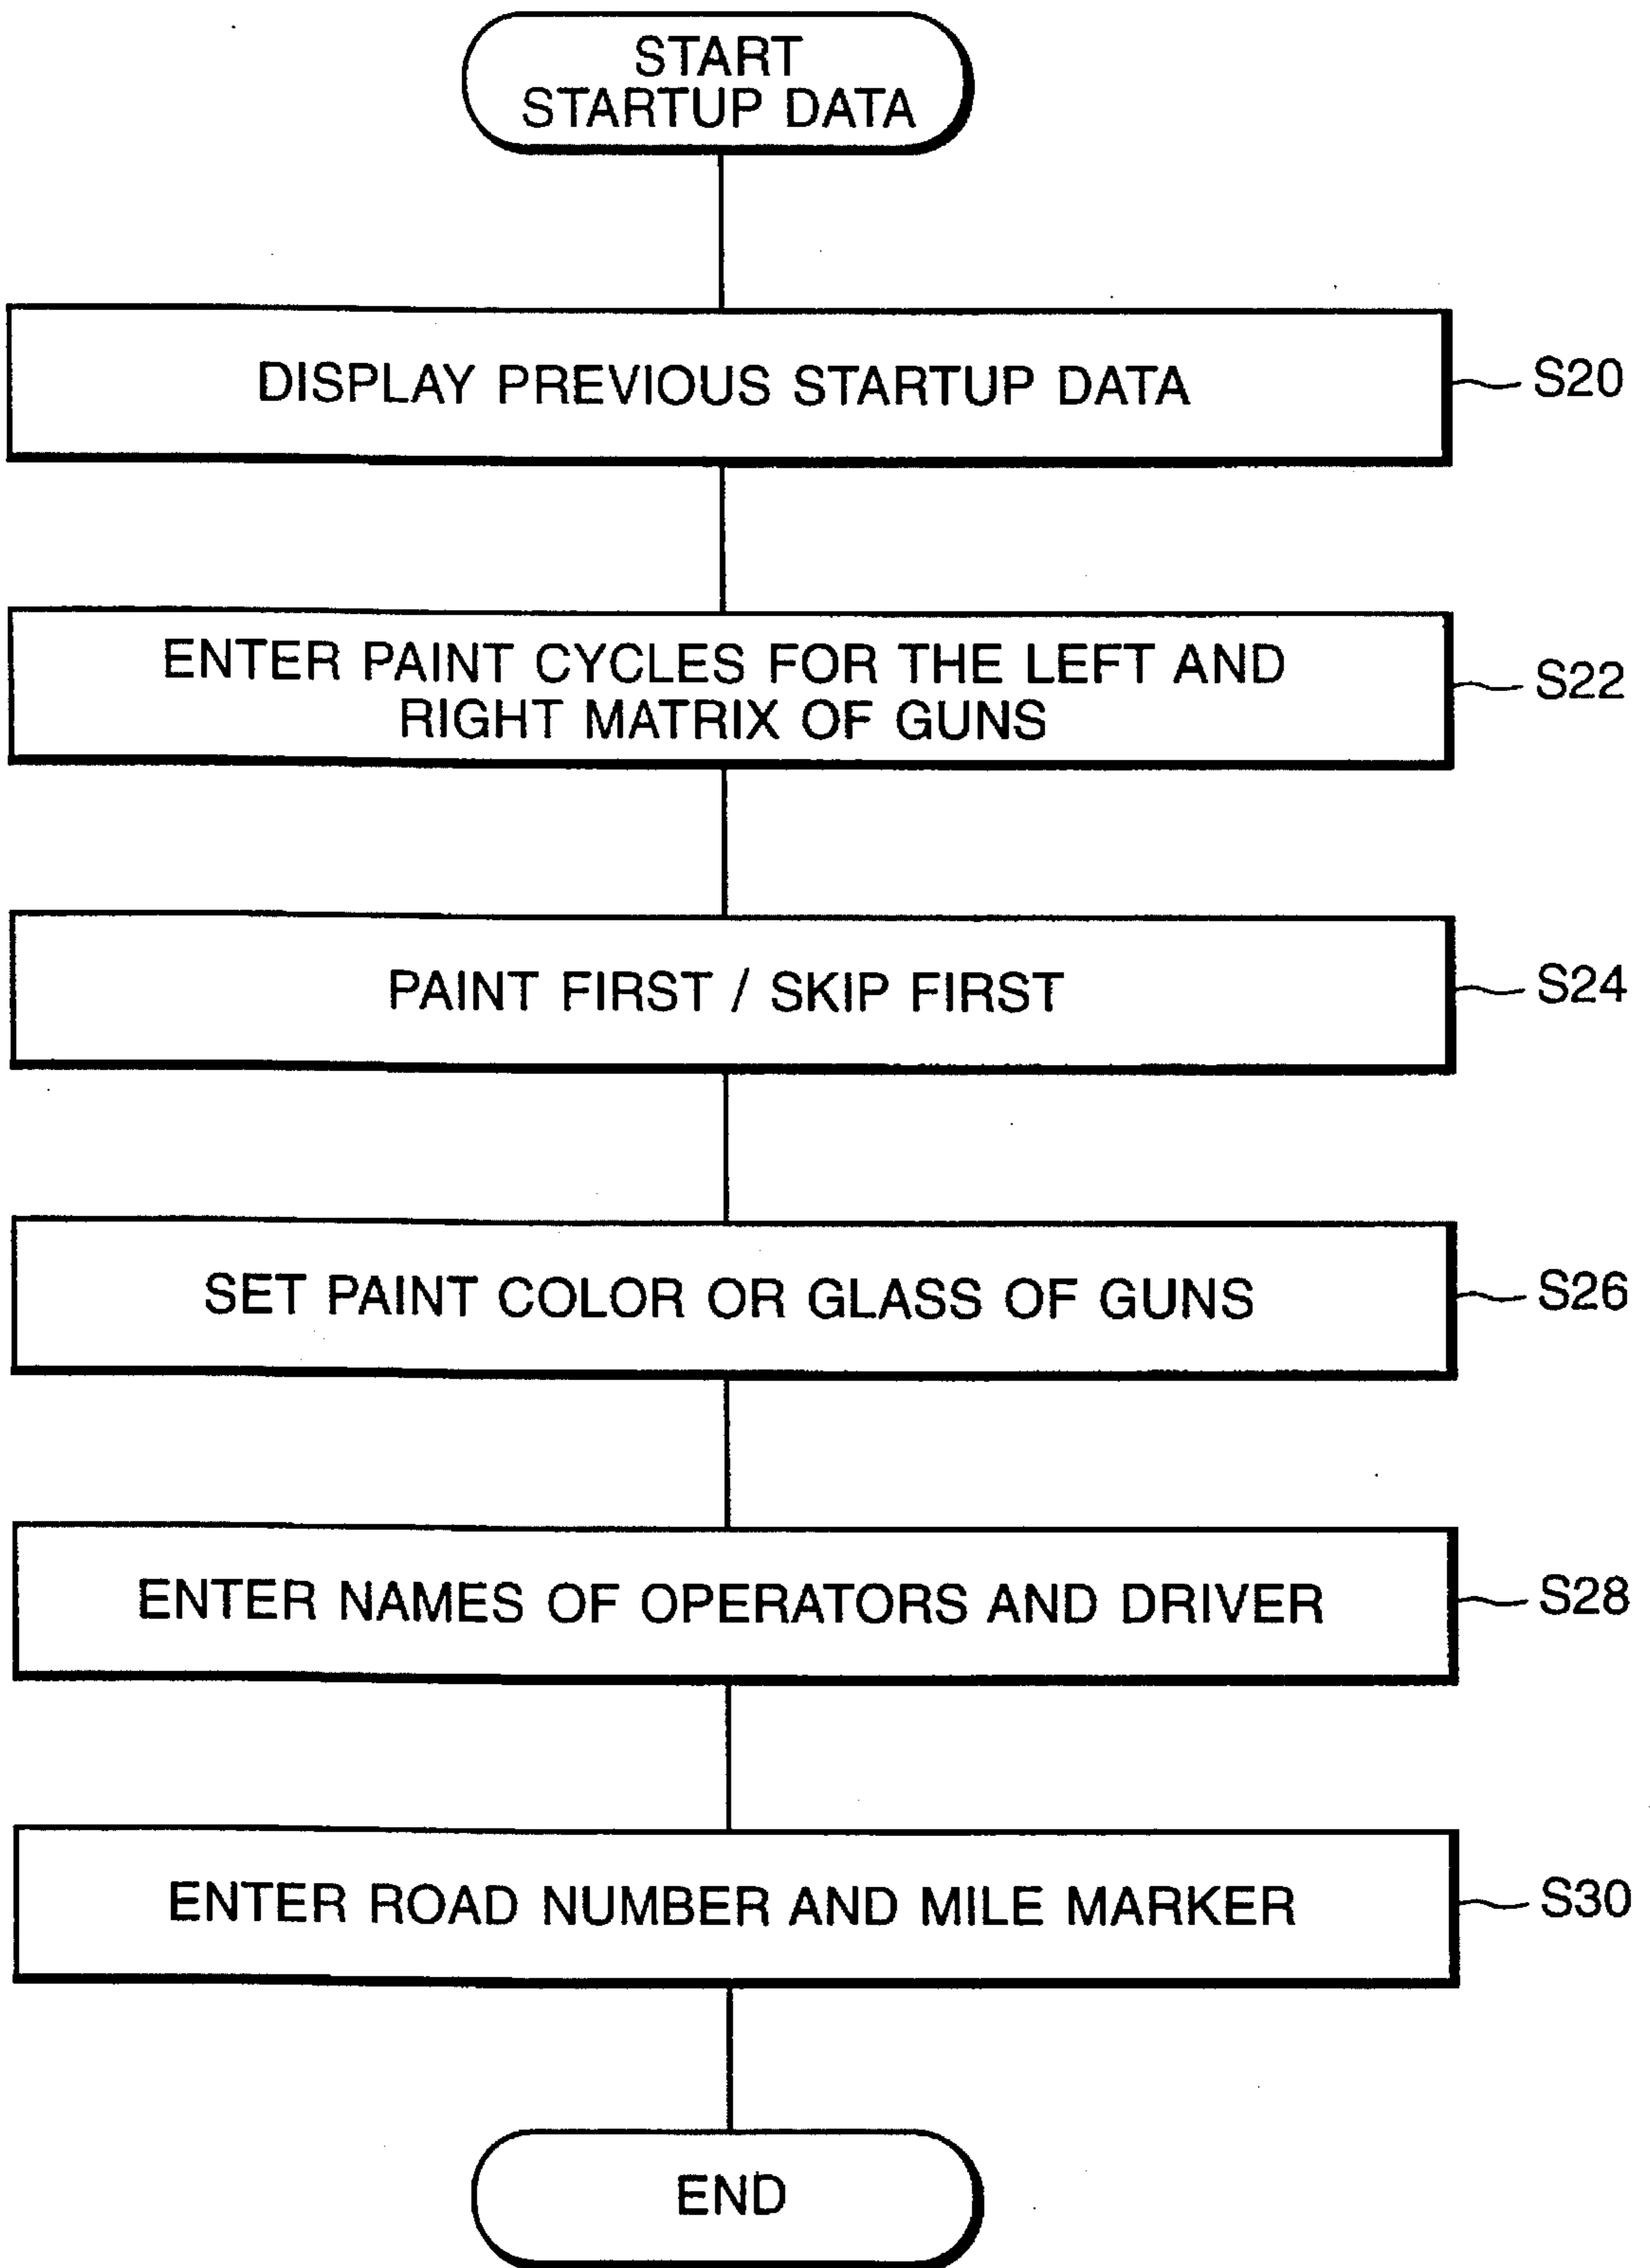 START
STARTUP DATA
DISPLAY PREVIOUS STARTUP DATA
S20
ENTER PAINT CYCLES FOR THE LEFT AND
RIGHT MATRIX OF GUNS
S22
PAINT FIRST / SKIP FIRST
S24
SET PAINT COLOR OR GLASS OF GUNS
S26
ENTER NAMES OF OPERATORS AND DRIVER
S28
ENTER ROAD NUMBER AND MILE MARKER
S30
END